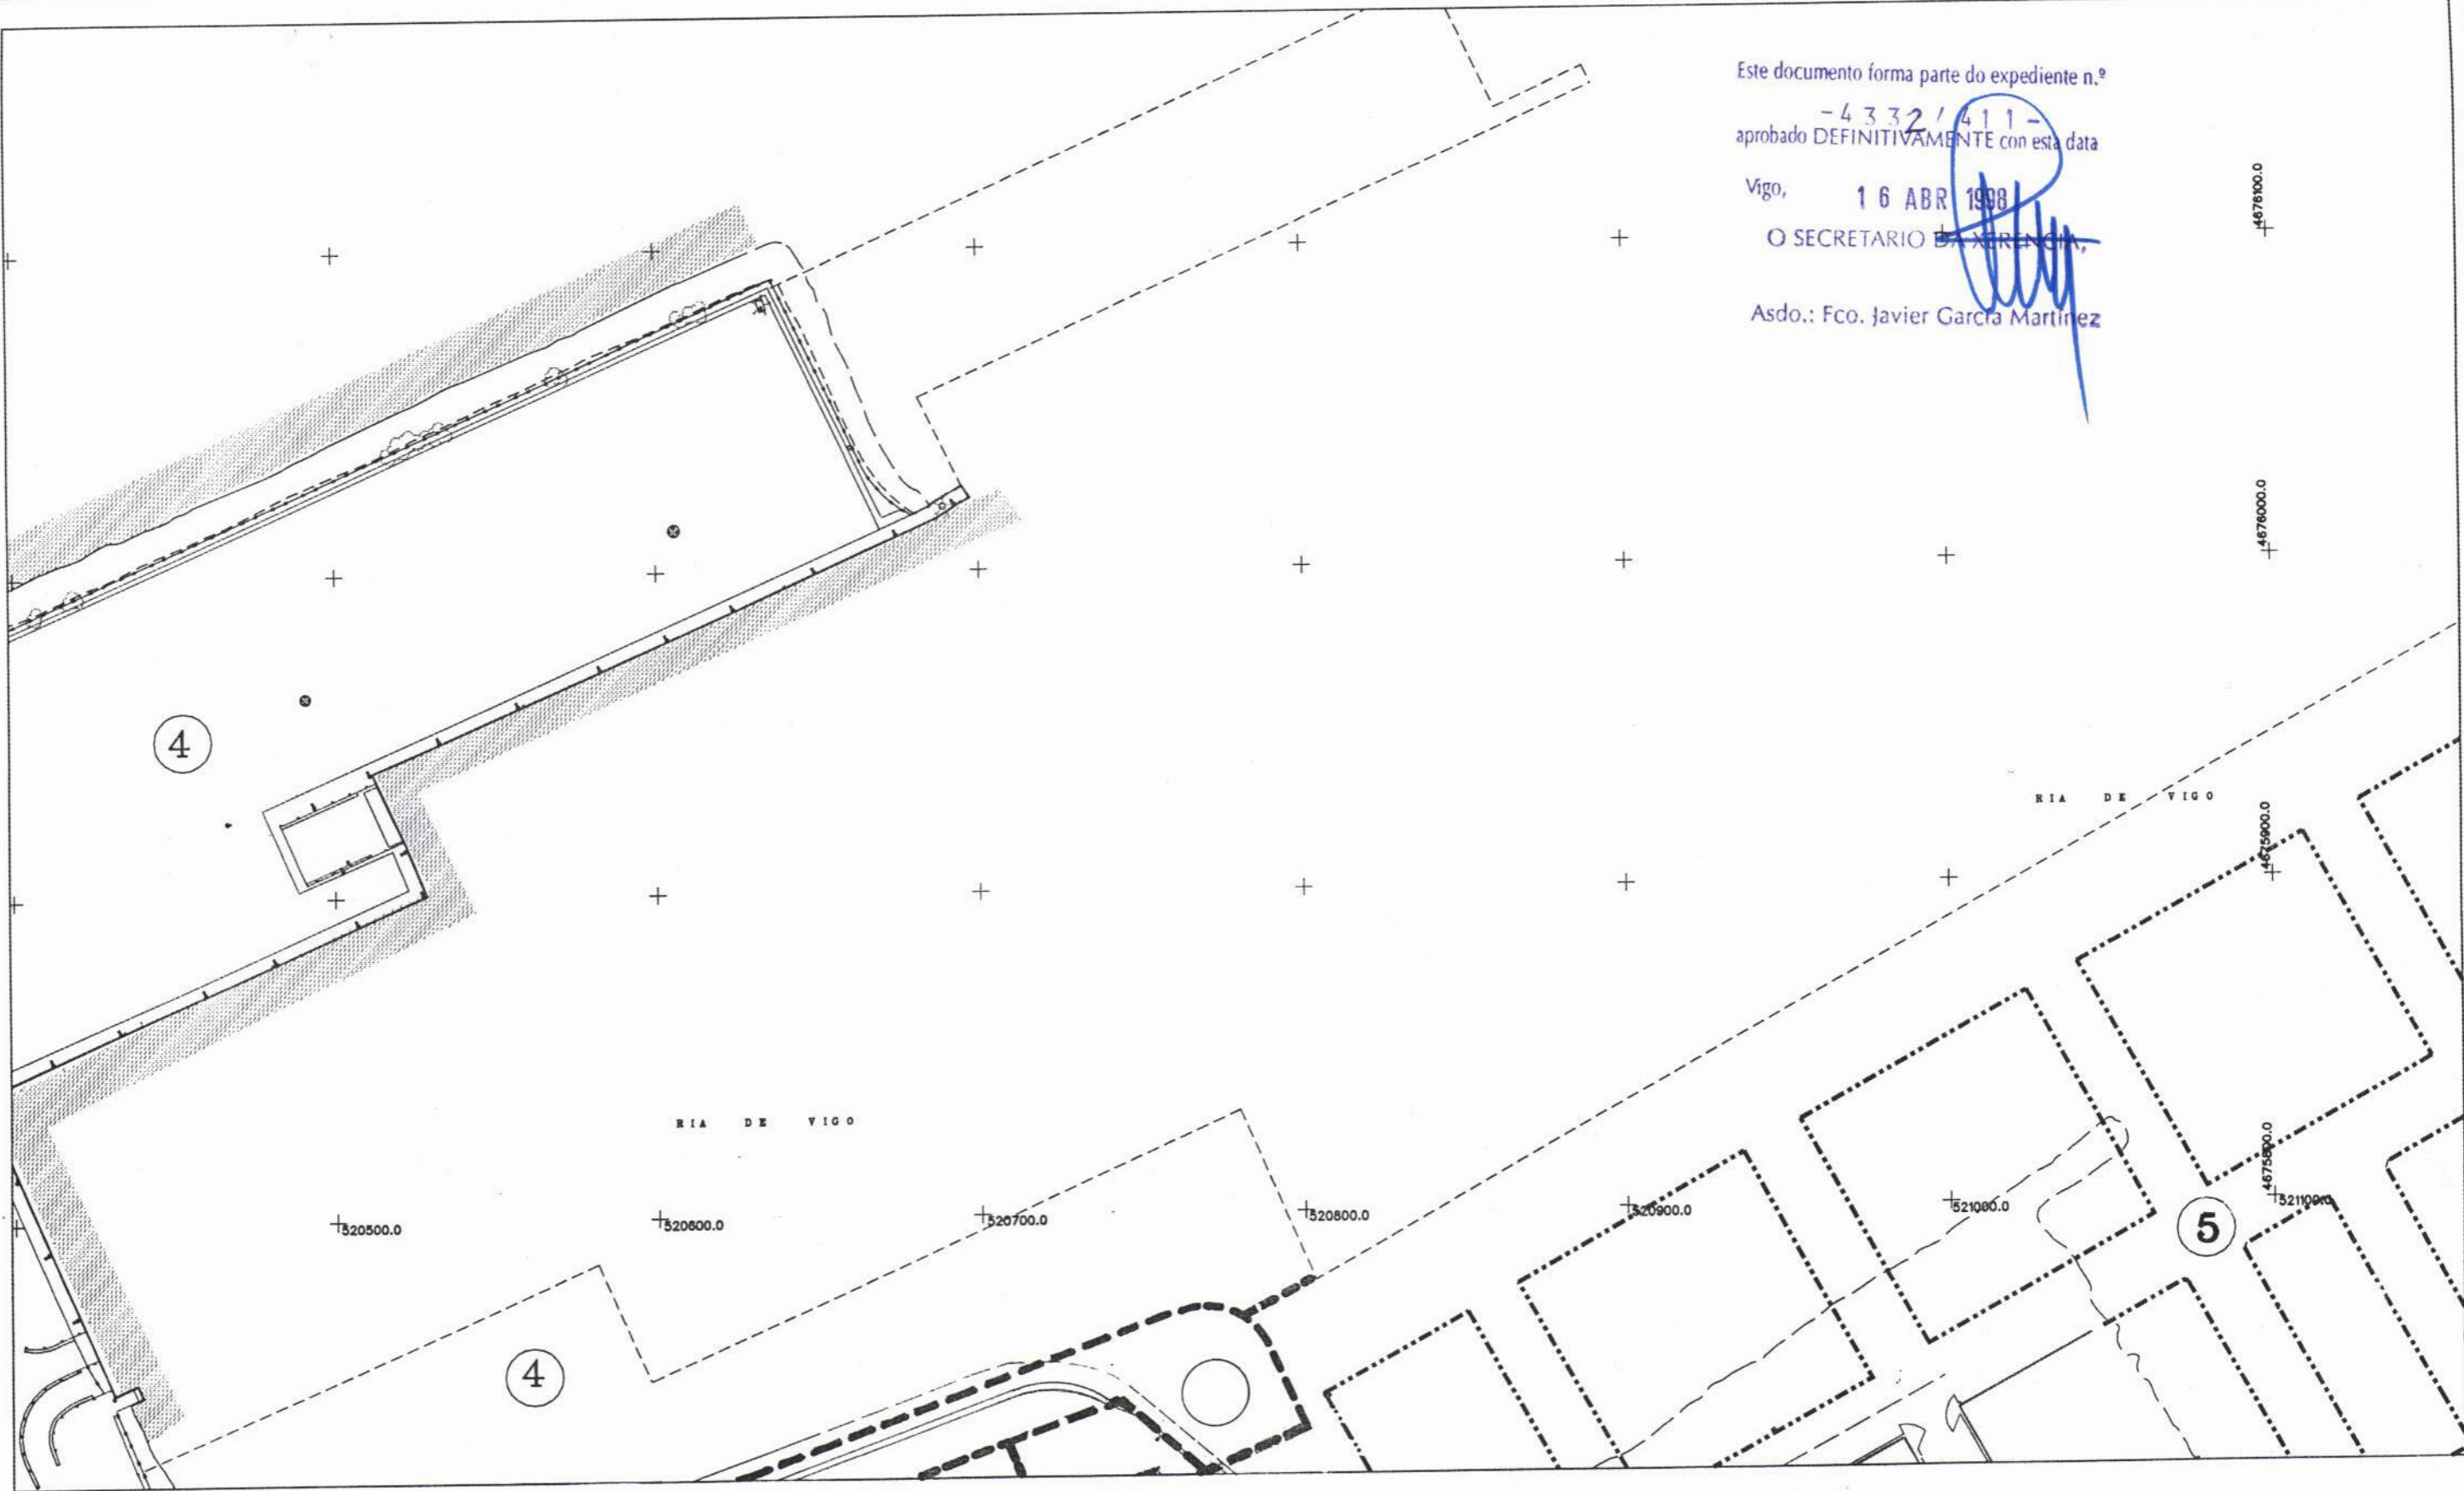 Este documento forma parte do expediente n.º
-4332/411-
aprobado DEFINITIVAMENTE con esta data
Vigo, 16 ABR 1998
O SECRETARIO DA XERENCIA,
Asdo.: Fco. Javier García Martínez
4676100.0
4676000.0
4
RIA DE VIGO
4675900.0
RIA DE VIGO
4675800.0
520500.0
520600.0
520700.0
520800.0
520900.0
521000.0
521100.0
5
4